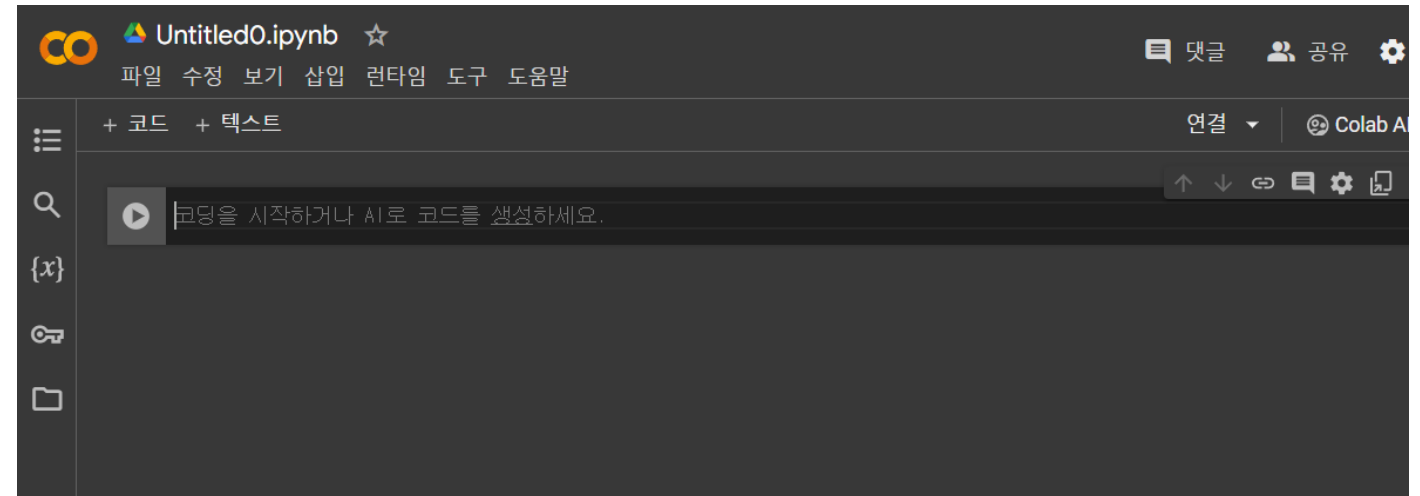 CO Untitled0.ipynb
댓글 공유
파일 수정 보기 삽입 런타임 도구 도움말
+ 코드 + 텍스트
연결 Colab AI
코딩을 시작하거나 AI로 코드를 생성하세요.
{x}